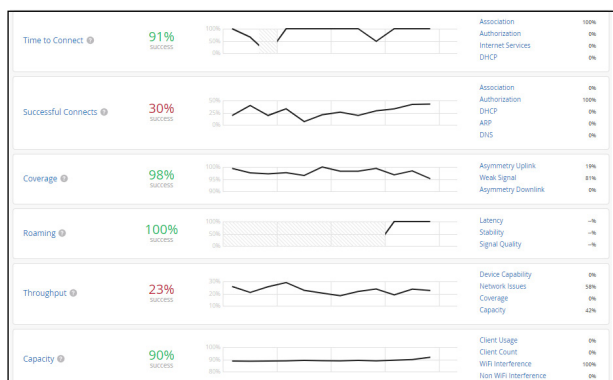 Time to Connect ?
91%
success
100%
50%
0%
Association 100%
Authorization 0%
Internet Services 0%
DHCP 0%
Successful Connects ?
30%
success
50%
25%
0%
Association 0%
Authorization 100%
DHCP 0%
ARP 0%
DNS 0%
Coverage ?
98%
success
100%
95%
90%
Asymmetry Uplink 19%
Weak Signal 81%
Asymmetry Downlink 0%
Roaming ?
100%
success
100%
50%
0%
Latency --%
Stability --%
Signal Quality --%
Throughput ?
23%
success
30%
20%
10%
Device Capability 0%
Network Issues 58%
Coverage 0%
Capacity 42%
Capacity ?
90%
success
100%
90%
80%
Client Usage 0%
Client Count 0%
WiFi Interference 100%
Non WiFi Interference 0%